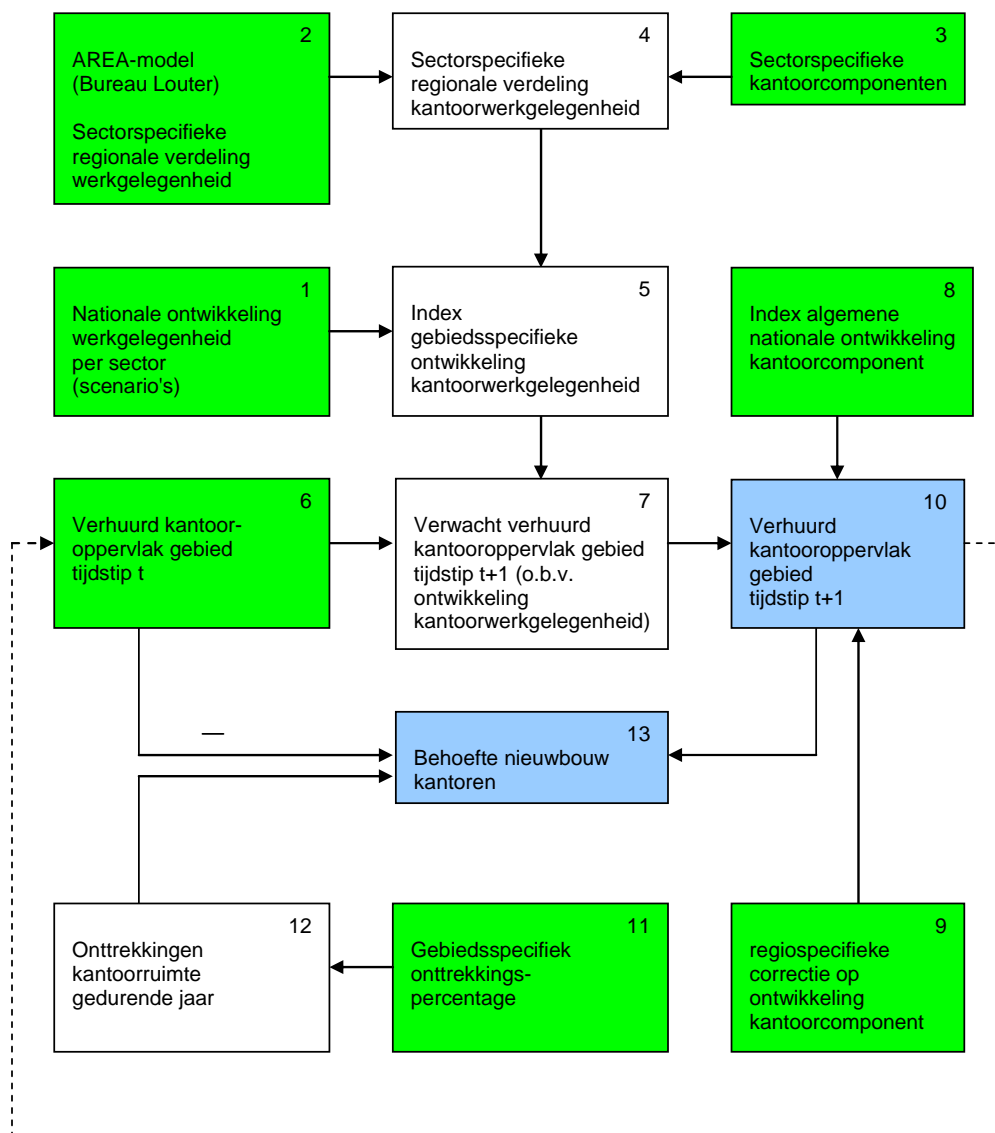 2
AREA-model
(Bureau Louter)
Sectorspecifieke
regionale verdeling
werkgelegenheid
4
Sectorspecifieke
regionale verdeling
kantoorwerkgelegenheid
3
Sectorspecifieke
kantoorcomponenten
1
Nationale ontwikkeling
werkgelegenheid
per sector
(scenario's)
5
Index
gebiedsspecifieke
ontwikkeling
kantoorwerkgelegenheid
8
Index algemene
nationale ontwikkeling
kantoorcomponent
6
Verhuurd kantoor-
oppervlak gebied
tijdstip t
7
Verwacht verhuurd
kantooroppervlak gebied
tijdstip t+1 (o.b.v.
ontwikkeling
kantoorwerkgelegenheid)
10
Verhuurd
kantooroppervlak
gebied
tijdstip t+1
—
13
Behoefte nieuwbouw
kantoren
12
Onttrekkingen
kantoorruimte
gedurende jaar
11
Gebiedsspecifiek
onttrekkings-
percentage
9
regiospecifieke
correctie op
ontwikkeling
kantoorcomponent